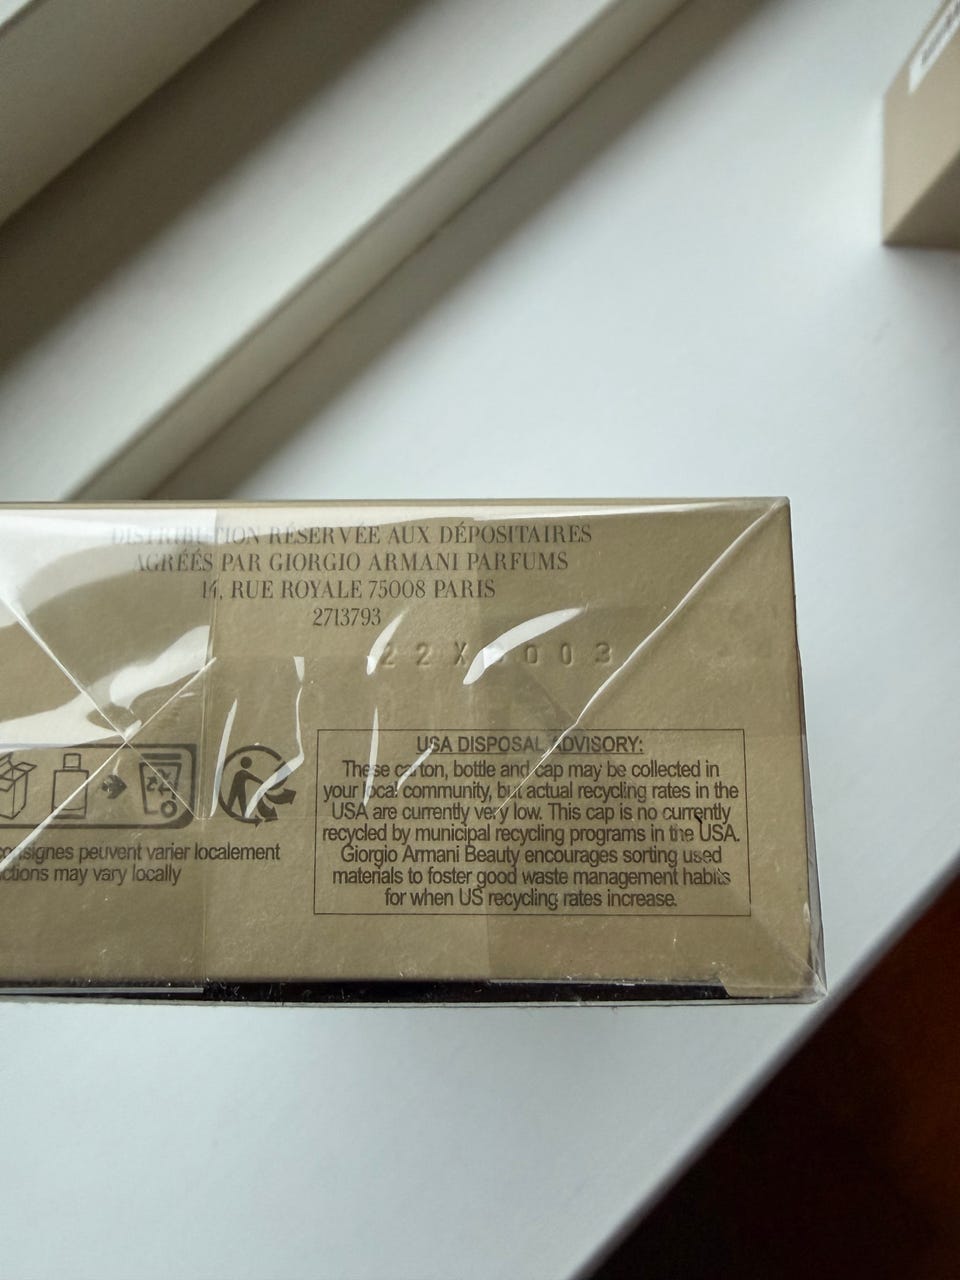 DISTRIBUTION RÉSERVÉE AUX DÉPOSITAIRES
AGRÉÉS PAR GIORGIO ARMANI PARFUMS
14, RUE ROYALE 75008 PARIS
2713793
USA DISPOSAL ADVISORY:
These carton, bottle and cap may be collected in
your local community, but actual recycling rates in the
USA are currently very low. This cap is no currently
recycled by municipal recycling programs in the USA.
Giorgio Armani Beauty encourages sorting used
materials to foster good waste management habits
for when US recycling rates increase.
consignes peuvent varier localement
may vary locally